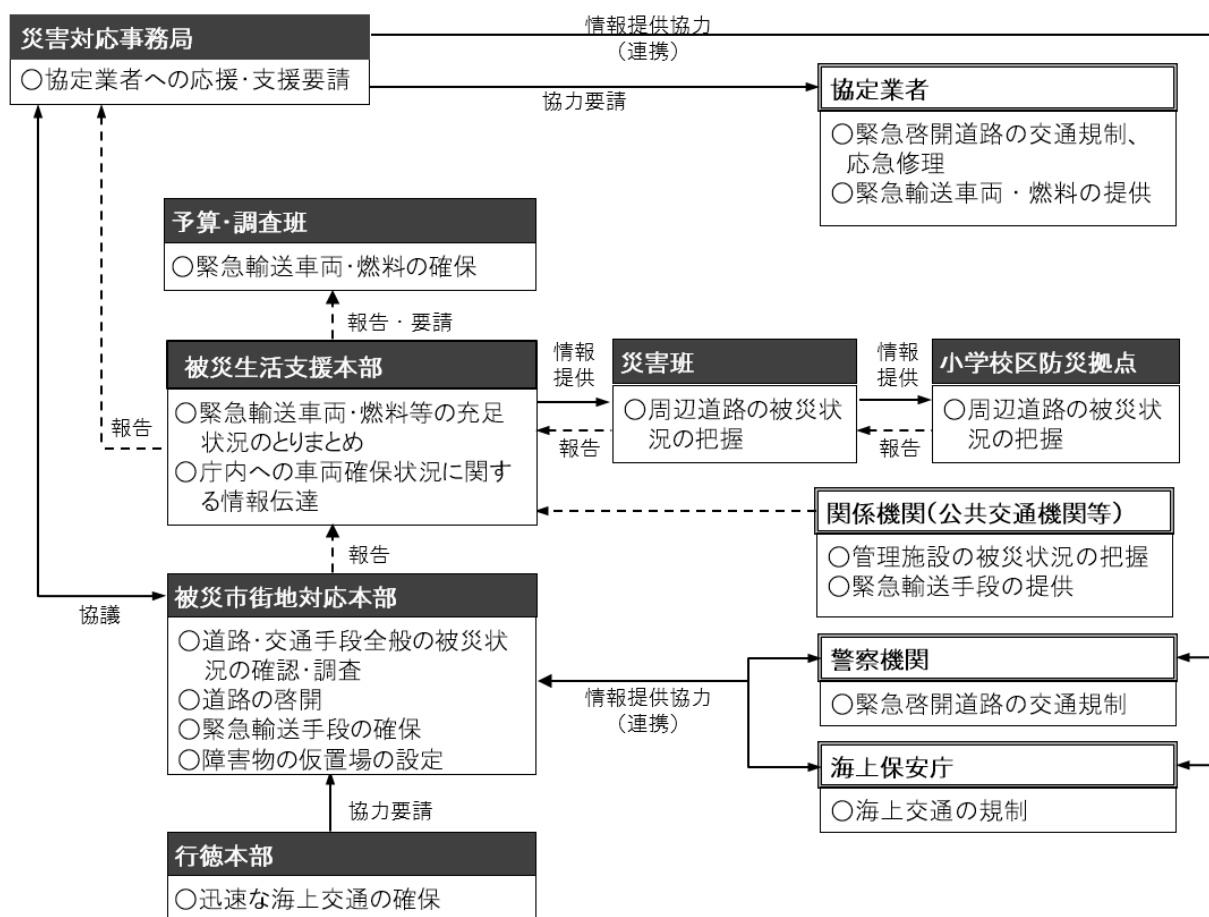 災害対応事務局
○協定業者への応援・支援要請
情報提供協力
（連携）
協力要請
協定業者
○緊急啓開道路の交通規制、
応急修理
○緊急輸送車両・燃料の提供
予算・調査班
○緊急輸送車両・燃料の確保
報告・要請
被災生活支援本部
○緊急輸送車両・燃料等の充足
状況のとりまとめ
○庁内への車両確保状況に関す
る情報伝達
報告
情報
提供
報告
災害班
○周辺道路の被災状
況の把握
情報
提供
報告
小学校区防災拠点
○周辺道路の被災状
況の把握
関係機関（公共交通機関等）
○管理施設の被災状況の把握
○緊急輸送手段の提供
報告
協議
被災市街地対応本部
○道路・交通手段全般の被災状
況の確認・調査
○道路の啓開
○緊急輸送手段の確保
○障害物の仮置場の設定
情報提供協力
（連携）
警察機関
○緊急啓開道路の交通規制
海上保安庁
○海上交通の規制
協力要請
行徳本部
○迅速な海上交通の確保